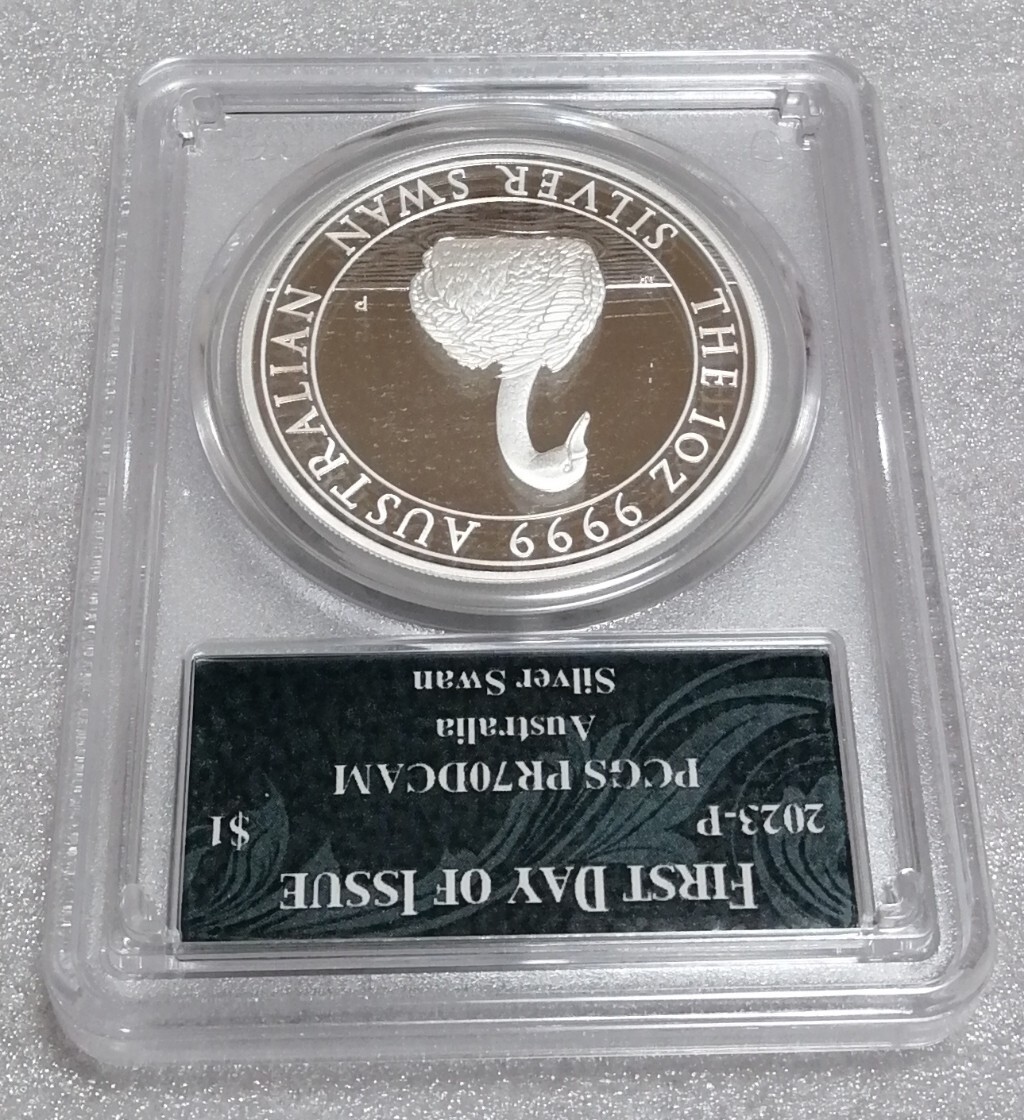 FIRST DAY OF ISSUE
2023-P $1
PCGS PR70DCAM
Australia
Silver Swan
AUSTRALIAN SILVER SWAN THE 1OZ 9999
P